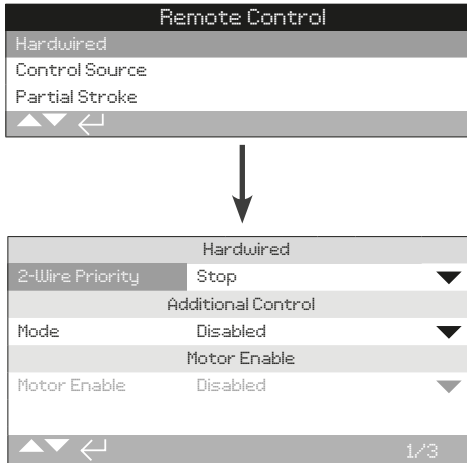 Remote Control
Hardwired
Control Source
Partial Stroke
Hardwired
2-Wire Priority Stop
Additional Control
Mode Disabled
Motor Enable
Motor Enable Disabled
1/3